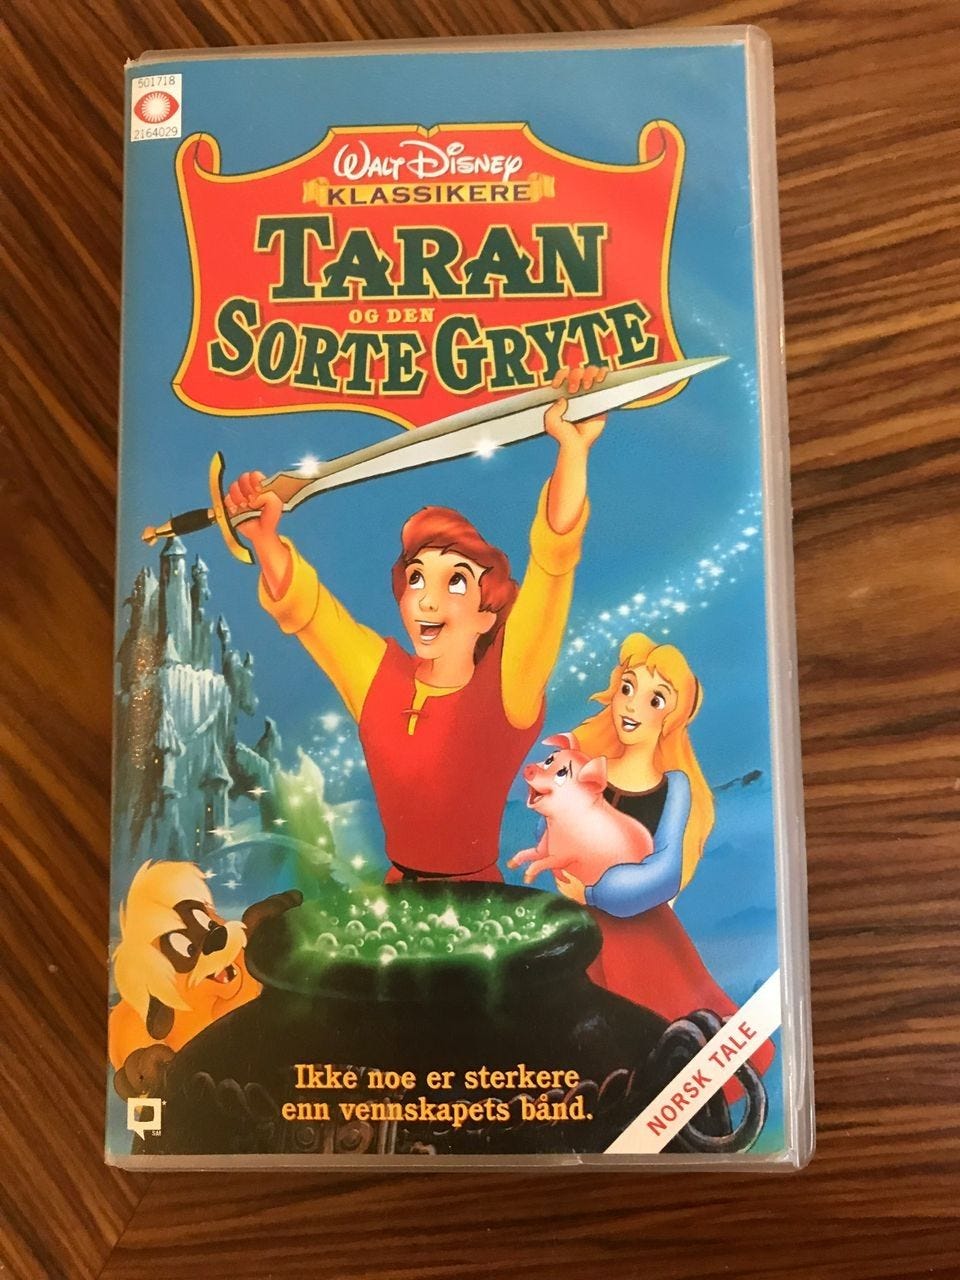 501718
2164029
WALT DISNEY
KLASSIKERE
TARAN
OG DEN
SORTE GRYTE
Ikke noe er sterkere
enn vennskapets bånd.
SM
NORSK TALE